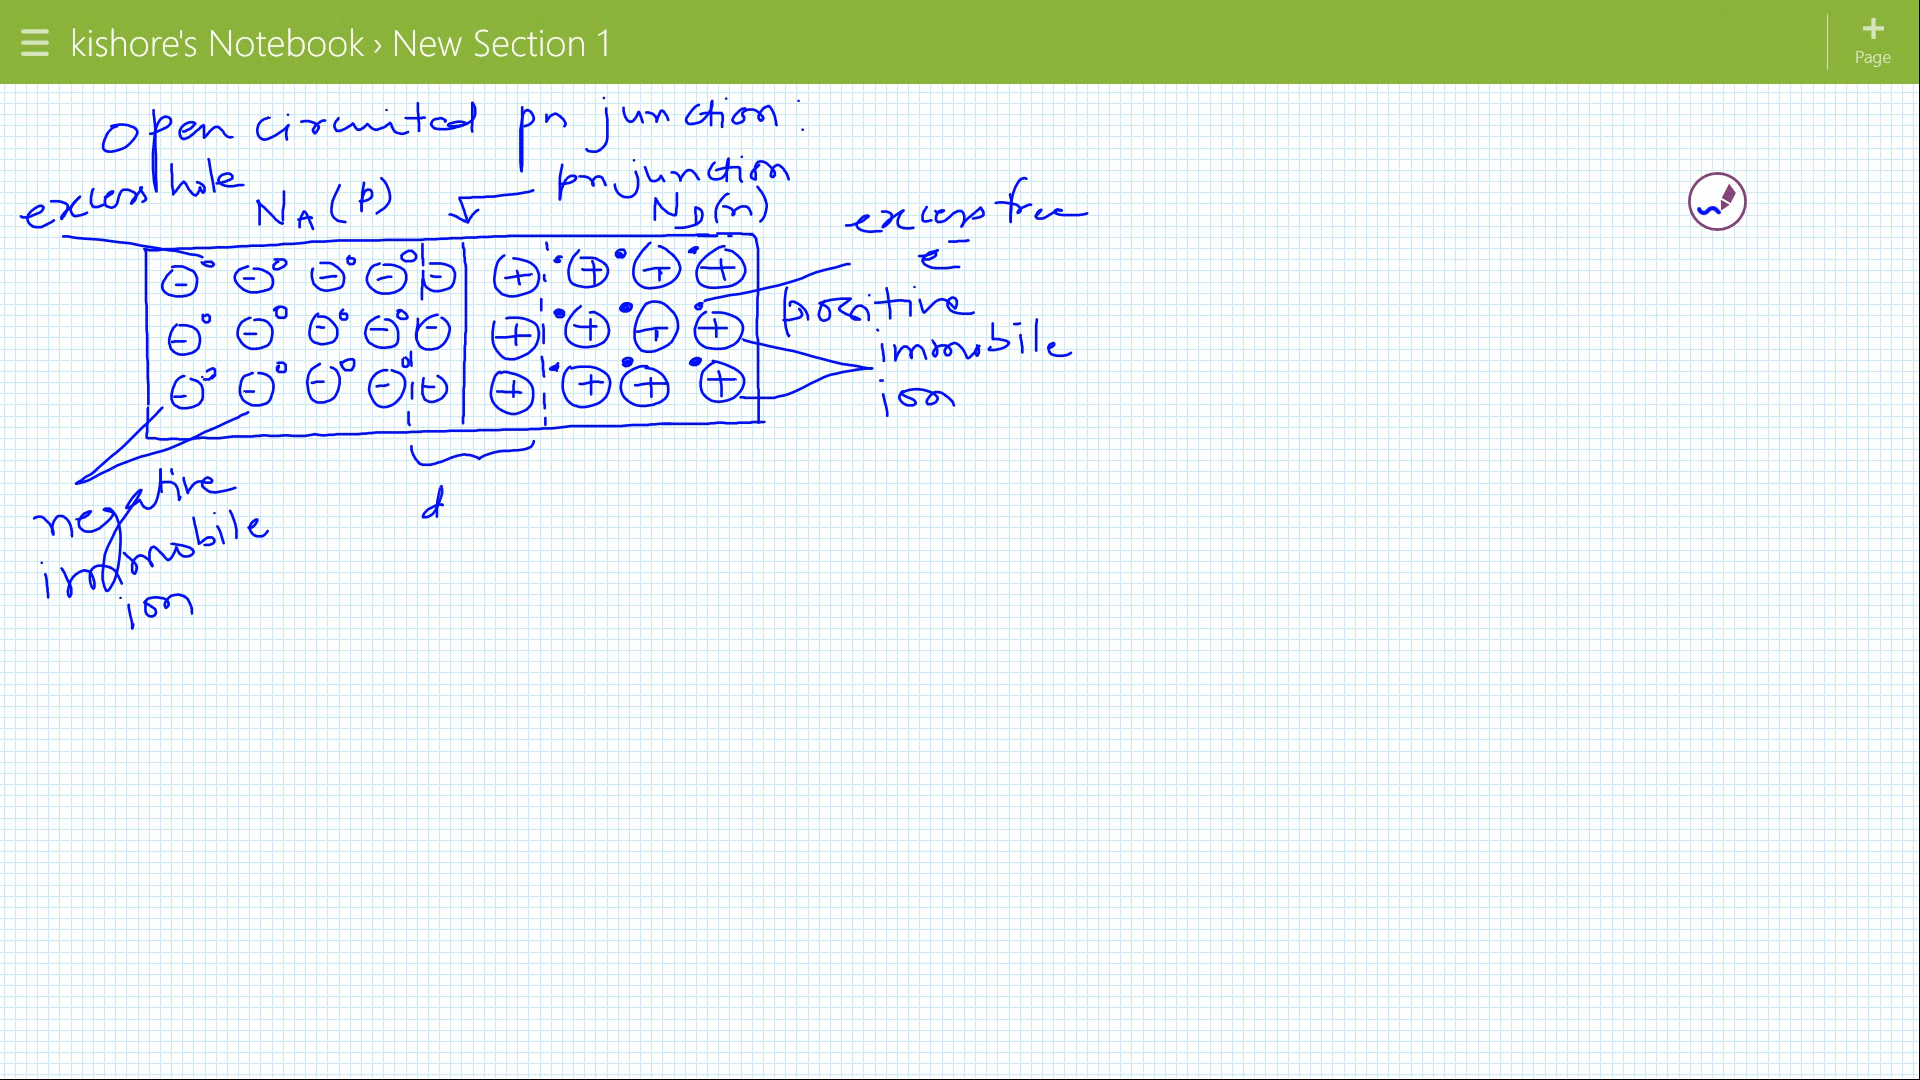 kishore's Notebook › New Section 1
Page
open circuited pn junction:
excess hole
NA (p)
pn junction
ND(n)
excess free
e-
positive
immobile
ion
d
negative
immobile
ion